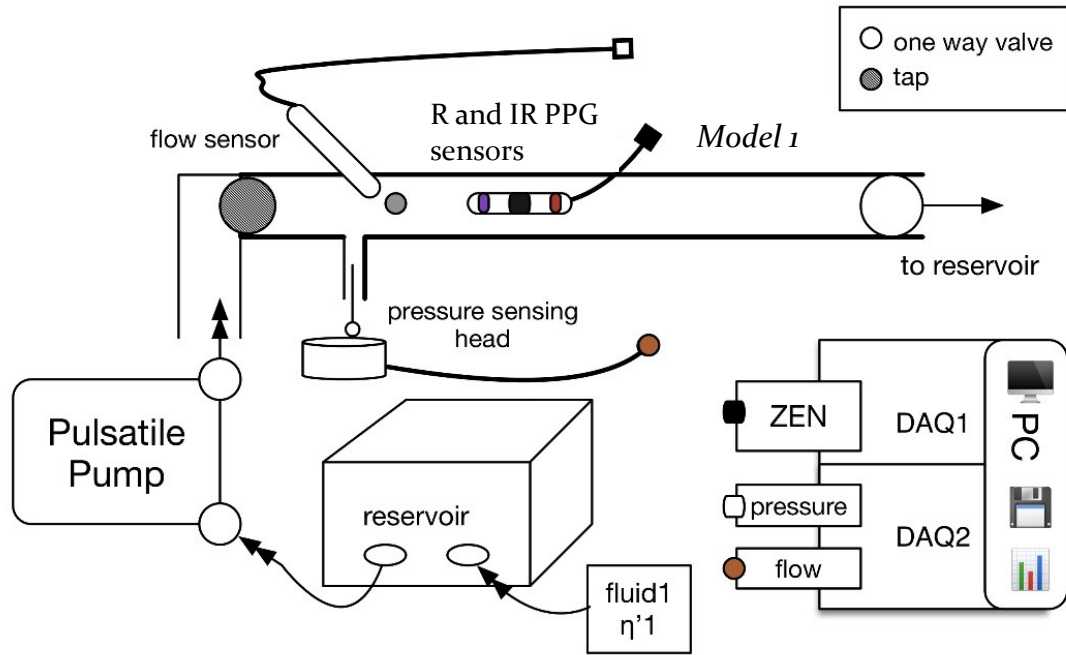 one way valve
tap
R and IR PPG
sensors
Model 1
flow sensor
to reservoir
pressure sensing
head
Pulsatile
Pump
reservoir
fluid1
η'1
ZEN
DAQ1
pressure
DAQ2
flow
PC